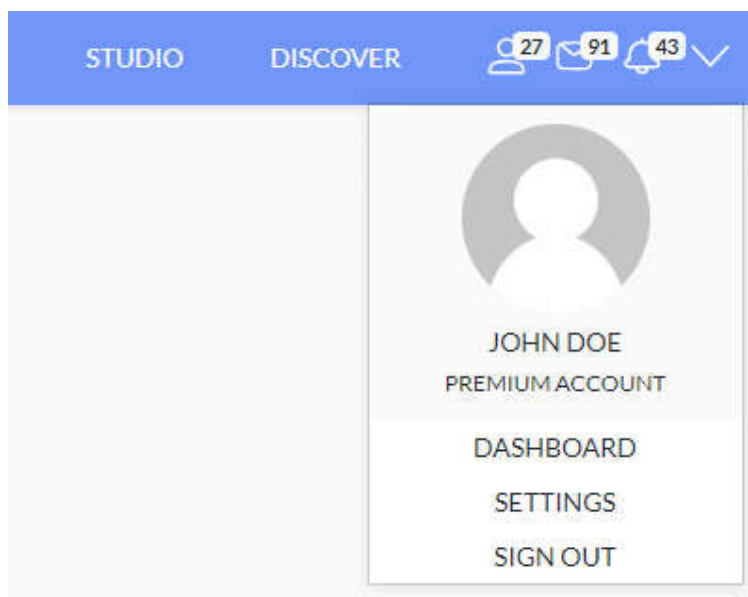 STUDIO DISCOVER 27 91 43
JOHN DOE
PREMIUM ACCOUNT
DASHBOARD
SETTINGS
SIGN OUT